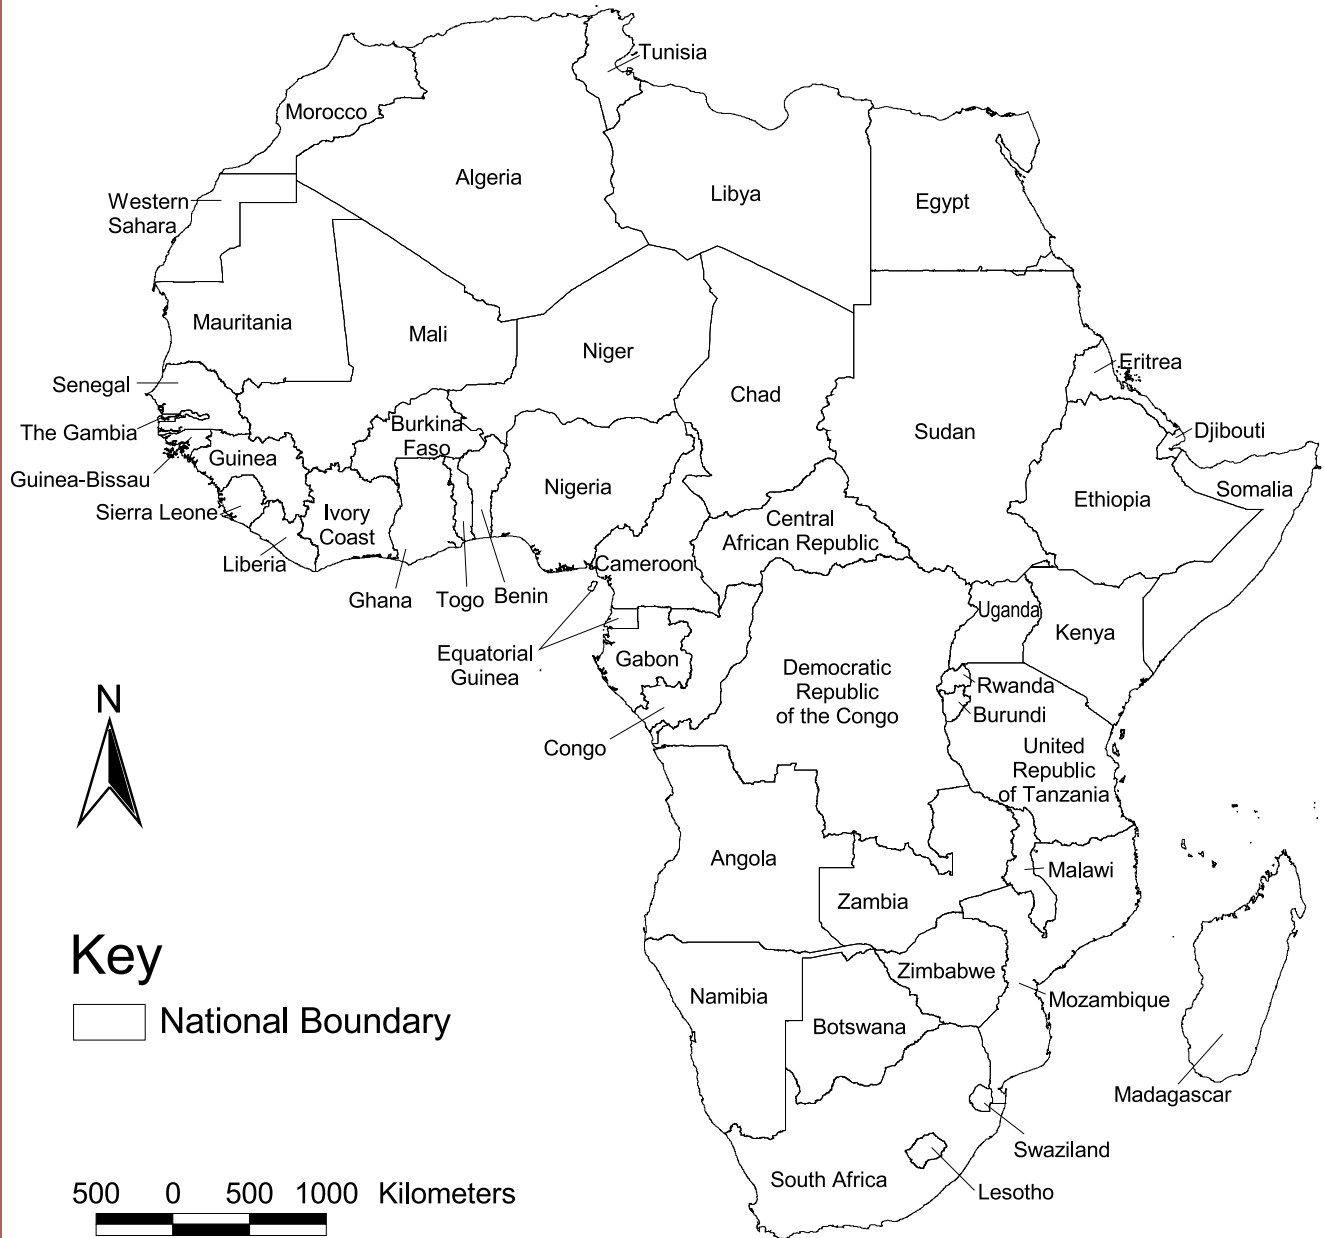 Tunisia
Morocco
Algeria
Libya
Egypt
Western
Sahara
Mauritania
Mali
Niger
Chad
Sudan
Eritrea
Senegal
The Gambia
Guinea-Bissau
Guinea
Sierra Leone
Liberia
Ivory
Coast
Burkina
Faso
Ghana
Togo
Benin
Nigeria
Cameroon
Central
African Republic
Djibouti
Ethiopia
Somalia
Equatorial
Guinea
Gabon
Congo
Democratic
Republic
of the Congo
Uganda
Kenya
Rwanda
Burundi
United
Republic
of Tanzania
Angola
Zambia
Malawi
Namibia
Botswana
Zimbabwe
Mozambique
Madagascar
Swaziland
Lesotho
South Africa
N
Key
National Boundary
500 0 500 1000 Kilometers